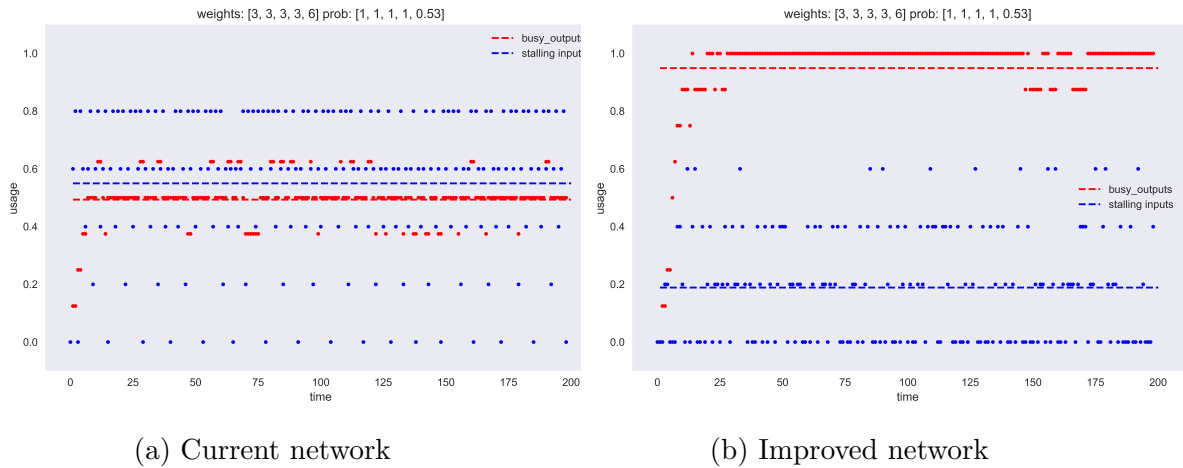 weights: [3, 3, 3, 3, 6] prob: [1, 1, 1, 1, 0.53]
1.0
0.8
0.6
0.4
0.2
0.0
usage
busy_outputs
stalling input
0 25 50 75 100 125 150 175 200
time
(a) Current network
weights: [3, 3, 3, 3, 6] prob: [1, 1, 1, 1, 0.53]
1.0
0.8
0.6
0.4
0.2
0.0
usage
busy_outputs
stalling inputs
0 25 50 75 100 125 150 175 200
time
(b) Improved network